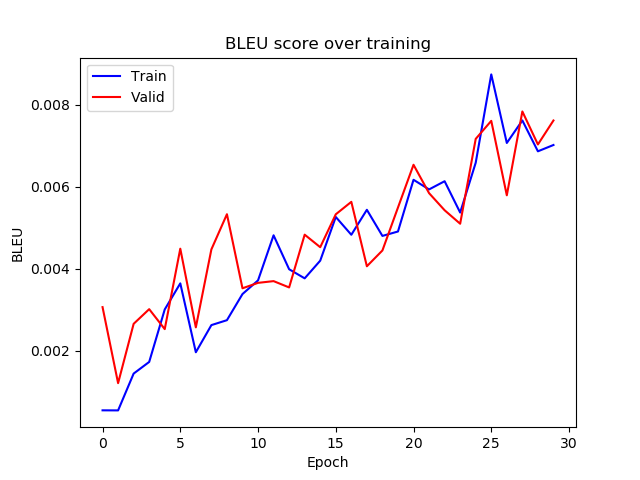 BLEU score over training
Train
Valid
0.008
0.006
0.004
0.002
BLEU
0 5 10 15 20 25 30
Epoch